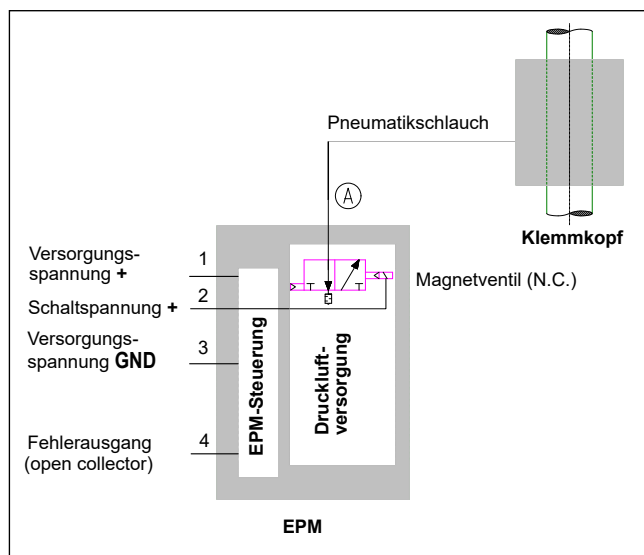 Pneumatikschlauch
A
Klemmkopf
Versorgungs-
spannung +
1
Schaltspannung +
2
Magnetventil (N.C.)
Versorgungs-
spannung GND
3
Fehlerausgang
(open collector)
4
EPM-Steuerung
Druckluft-
versorgung
EPM